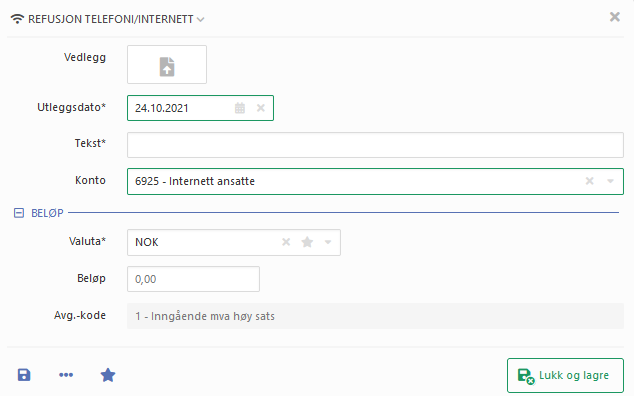 REFUSJON TELEFONI/INTERNETT
Vedlegg
Utleggsdato* 24.10.2021
Tekst*
Konto 6925 - Internett ansatte
BELØP
Valuta* NOK
Beløp 0,00
Avg.-kode 1 - Inngående mva høy sats
Lukk og lagre